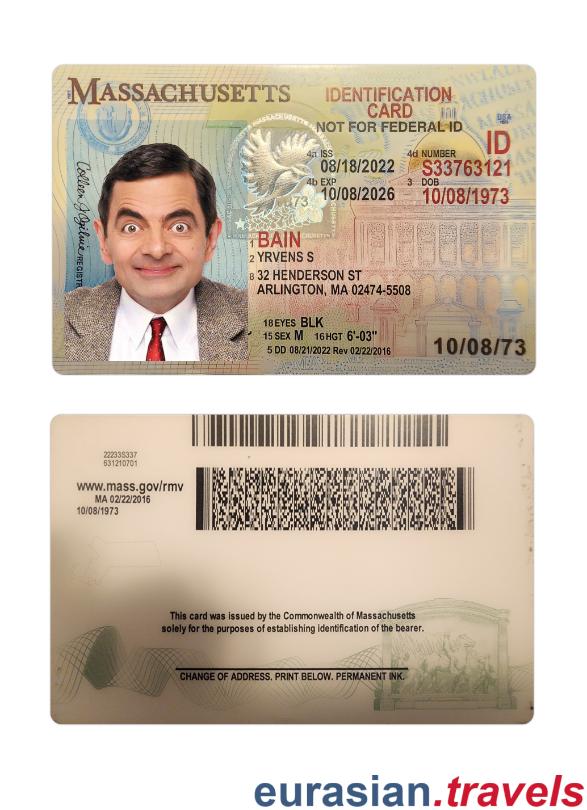 MASSACHUSETTS
IDENTIFICATION
CARD
NOT FOR FEDERAL ID
USA
ID
4a ISS
08/18/2022
4d NUMBER
S33763121
4b EXP
10/08/2026
3 DOB
10/08/1973
1 BAIN
2 YRVENS S
8 32 HENDERSON ST
ARLINGTON, MA 02474-5508
18 EYES BLK
15 SEX M 16 HGT 6'-03"
5 DD 08/21/2022 Rev 02/22/2016
10/08/73
Colleen J Ogilvie
22233S337
631210701
www.mass.gov/rmv
MA 02/22/2016
10/08/1973
This card was issued by the Commonwealth of Massachusetts
solely for the purposes of establishing identification of the bearer.
CHANGE OF ADDRESS. PRINT BELOW. PERMANENT INK.
eurasian.travels